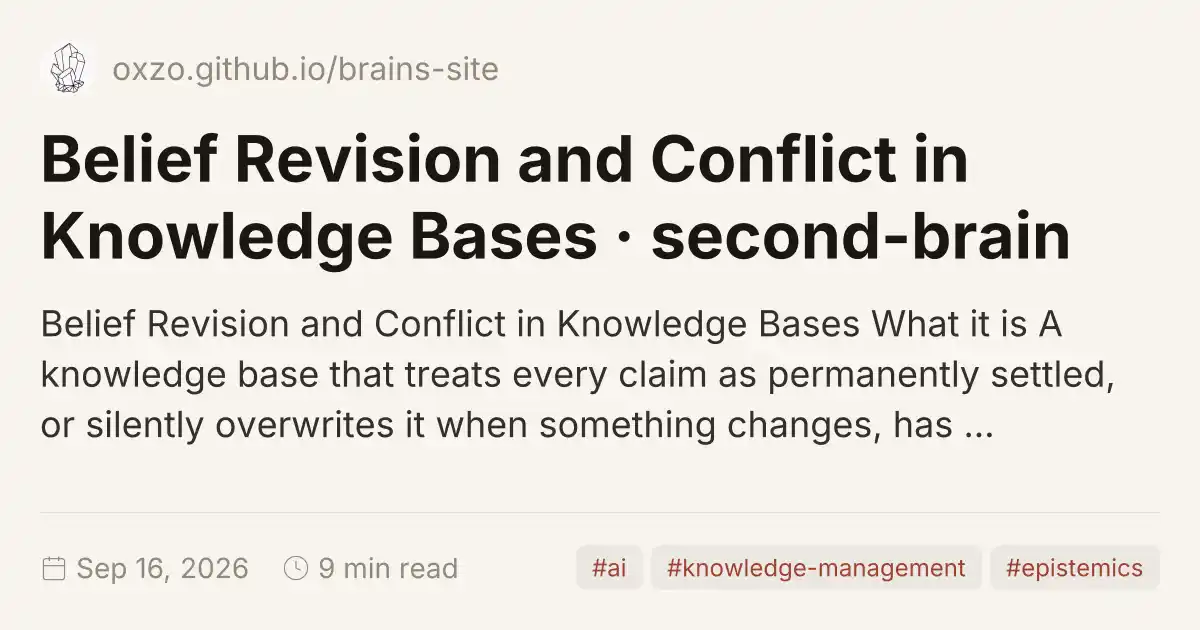 oxzo.github.io/brains-site
Belief Revision and Conflict in
Knowledge Bases · second-brain
Belief Revision and Conflict in Knowledge Bases What it is A
knowledge base that treats every claim as permanently settled,
or silently overwrites it when something changes, has ...
Sep 16, 2026 9 min read #ai #knowledge-management #epistemics